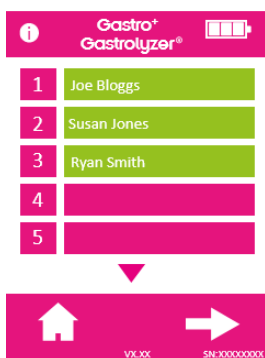 Gastro⁺
Gastrolyzer®
1 Joe Bloggs
2 Susan Jones
3 Ryan Smith
4
5
VX.XX SN:XXXXXXXX